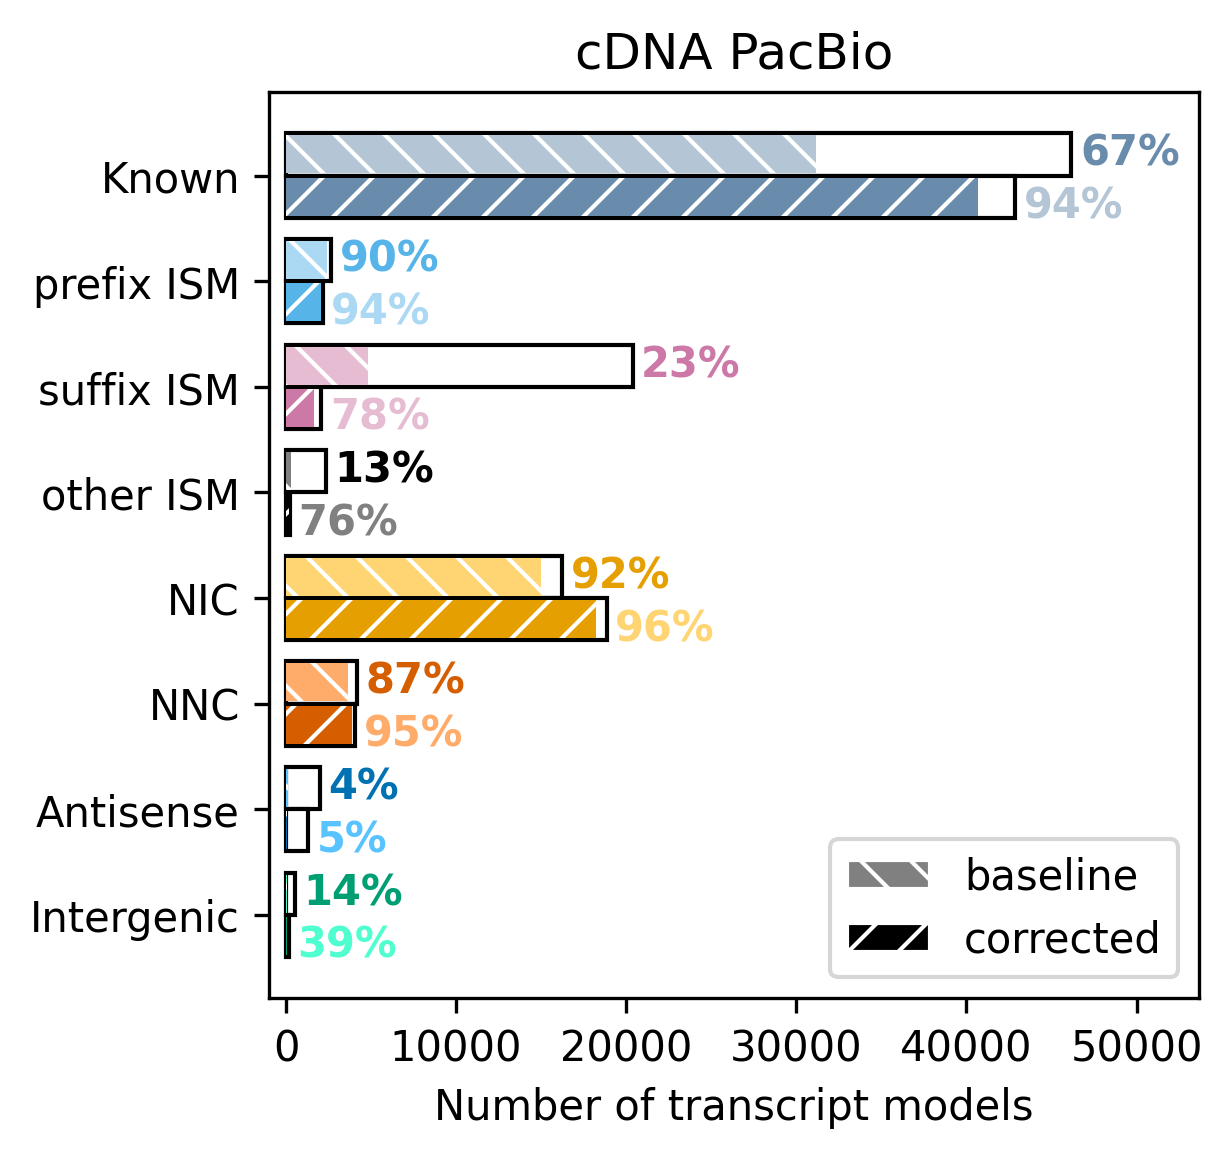 cDNA PacBio
Known
67%
94%
prefix ISM
90%
94%
suffix ISM
23%
78%
other ISM
13%
76%
NIC
92%
96%
NNC
87%
95%
Antisense
4%
5%
Intergenic
14%
39%
baseline
corrected
0 10000 20000 30000 40000 50000
Number of transcript models